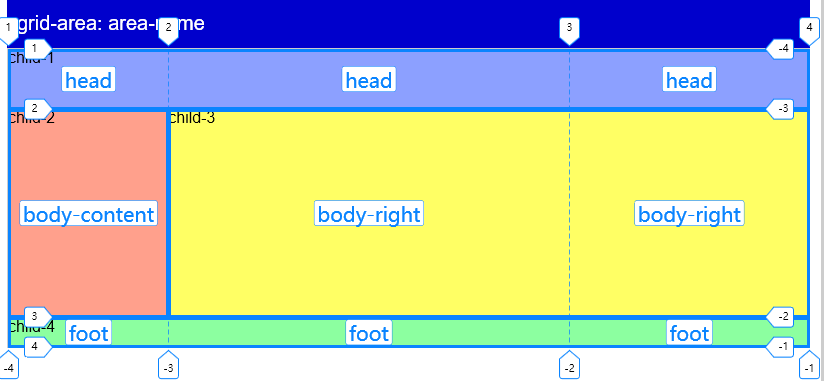 grid-area: area-name
1 2 3 4
1 child-1 -4
head head head
2 -3
child-2 child-3
body-content body-right body-right
3 -2
child-4
foot foot foot
4 -1
-4 -3 -2 -1